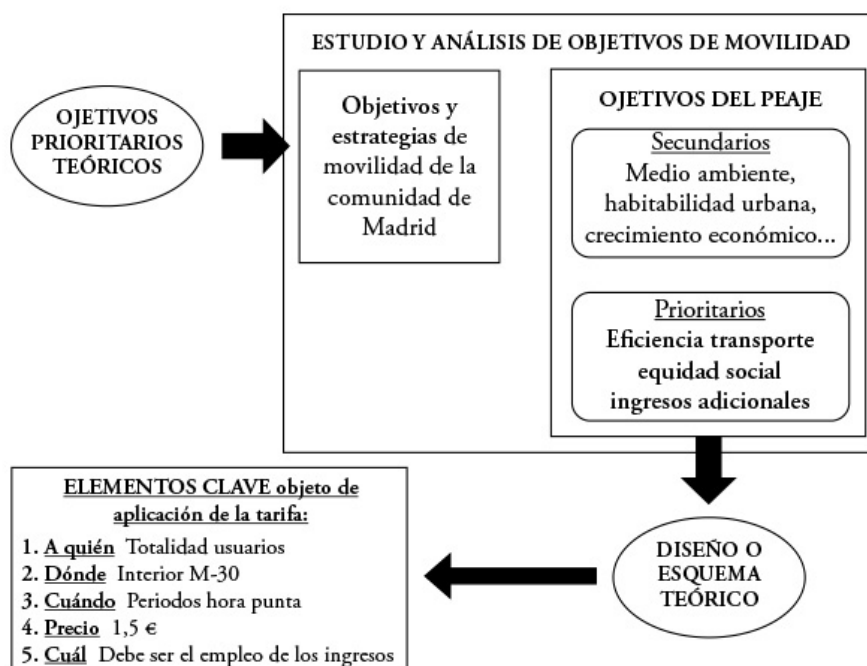 ESTUDIO Y ANÁLISIS DE OBJETIVOS DE MOVILIDAD
OJETIVOS
PRIORITARIOS
TEÓRICOS
Objetivos y
estrategias de
movilidad de la
comunidad de
Madrid
OJETIVOS DEL PEAJE
Secundarios
Medio ambiente,
habitabilidad urbana,
crecimiento económico...
Prioritarios
Eficiencia transporte
equidad social
ingresos adicionales
DISEÑO O
ESQUEMA
TEÓRICO
ELEMENTOS CLAVE objeto de
aplicación de la tarifa:
1. A quién Totalidad usuarios
2. Dónde Interior M-30
3. Cuándo Periodos hora punta
4. Precio 1,5 €
5. Cuál Debe ser el empleo de los ingresos